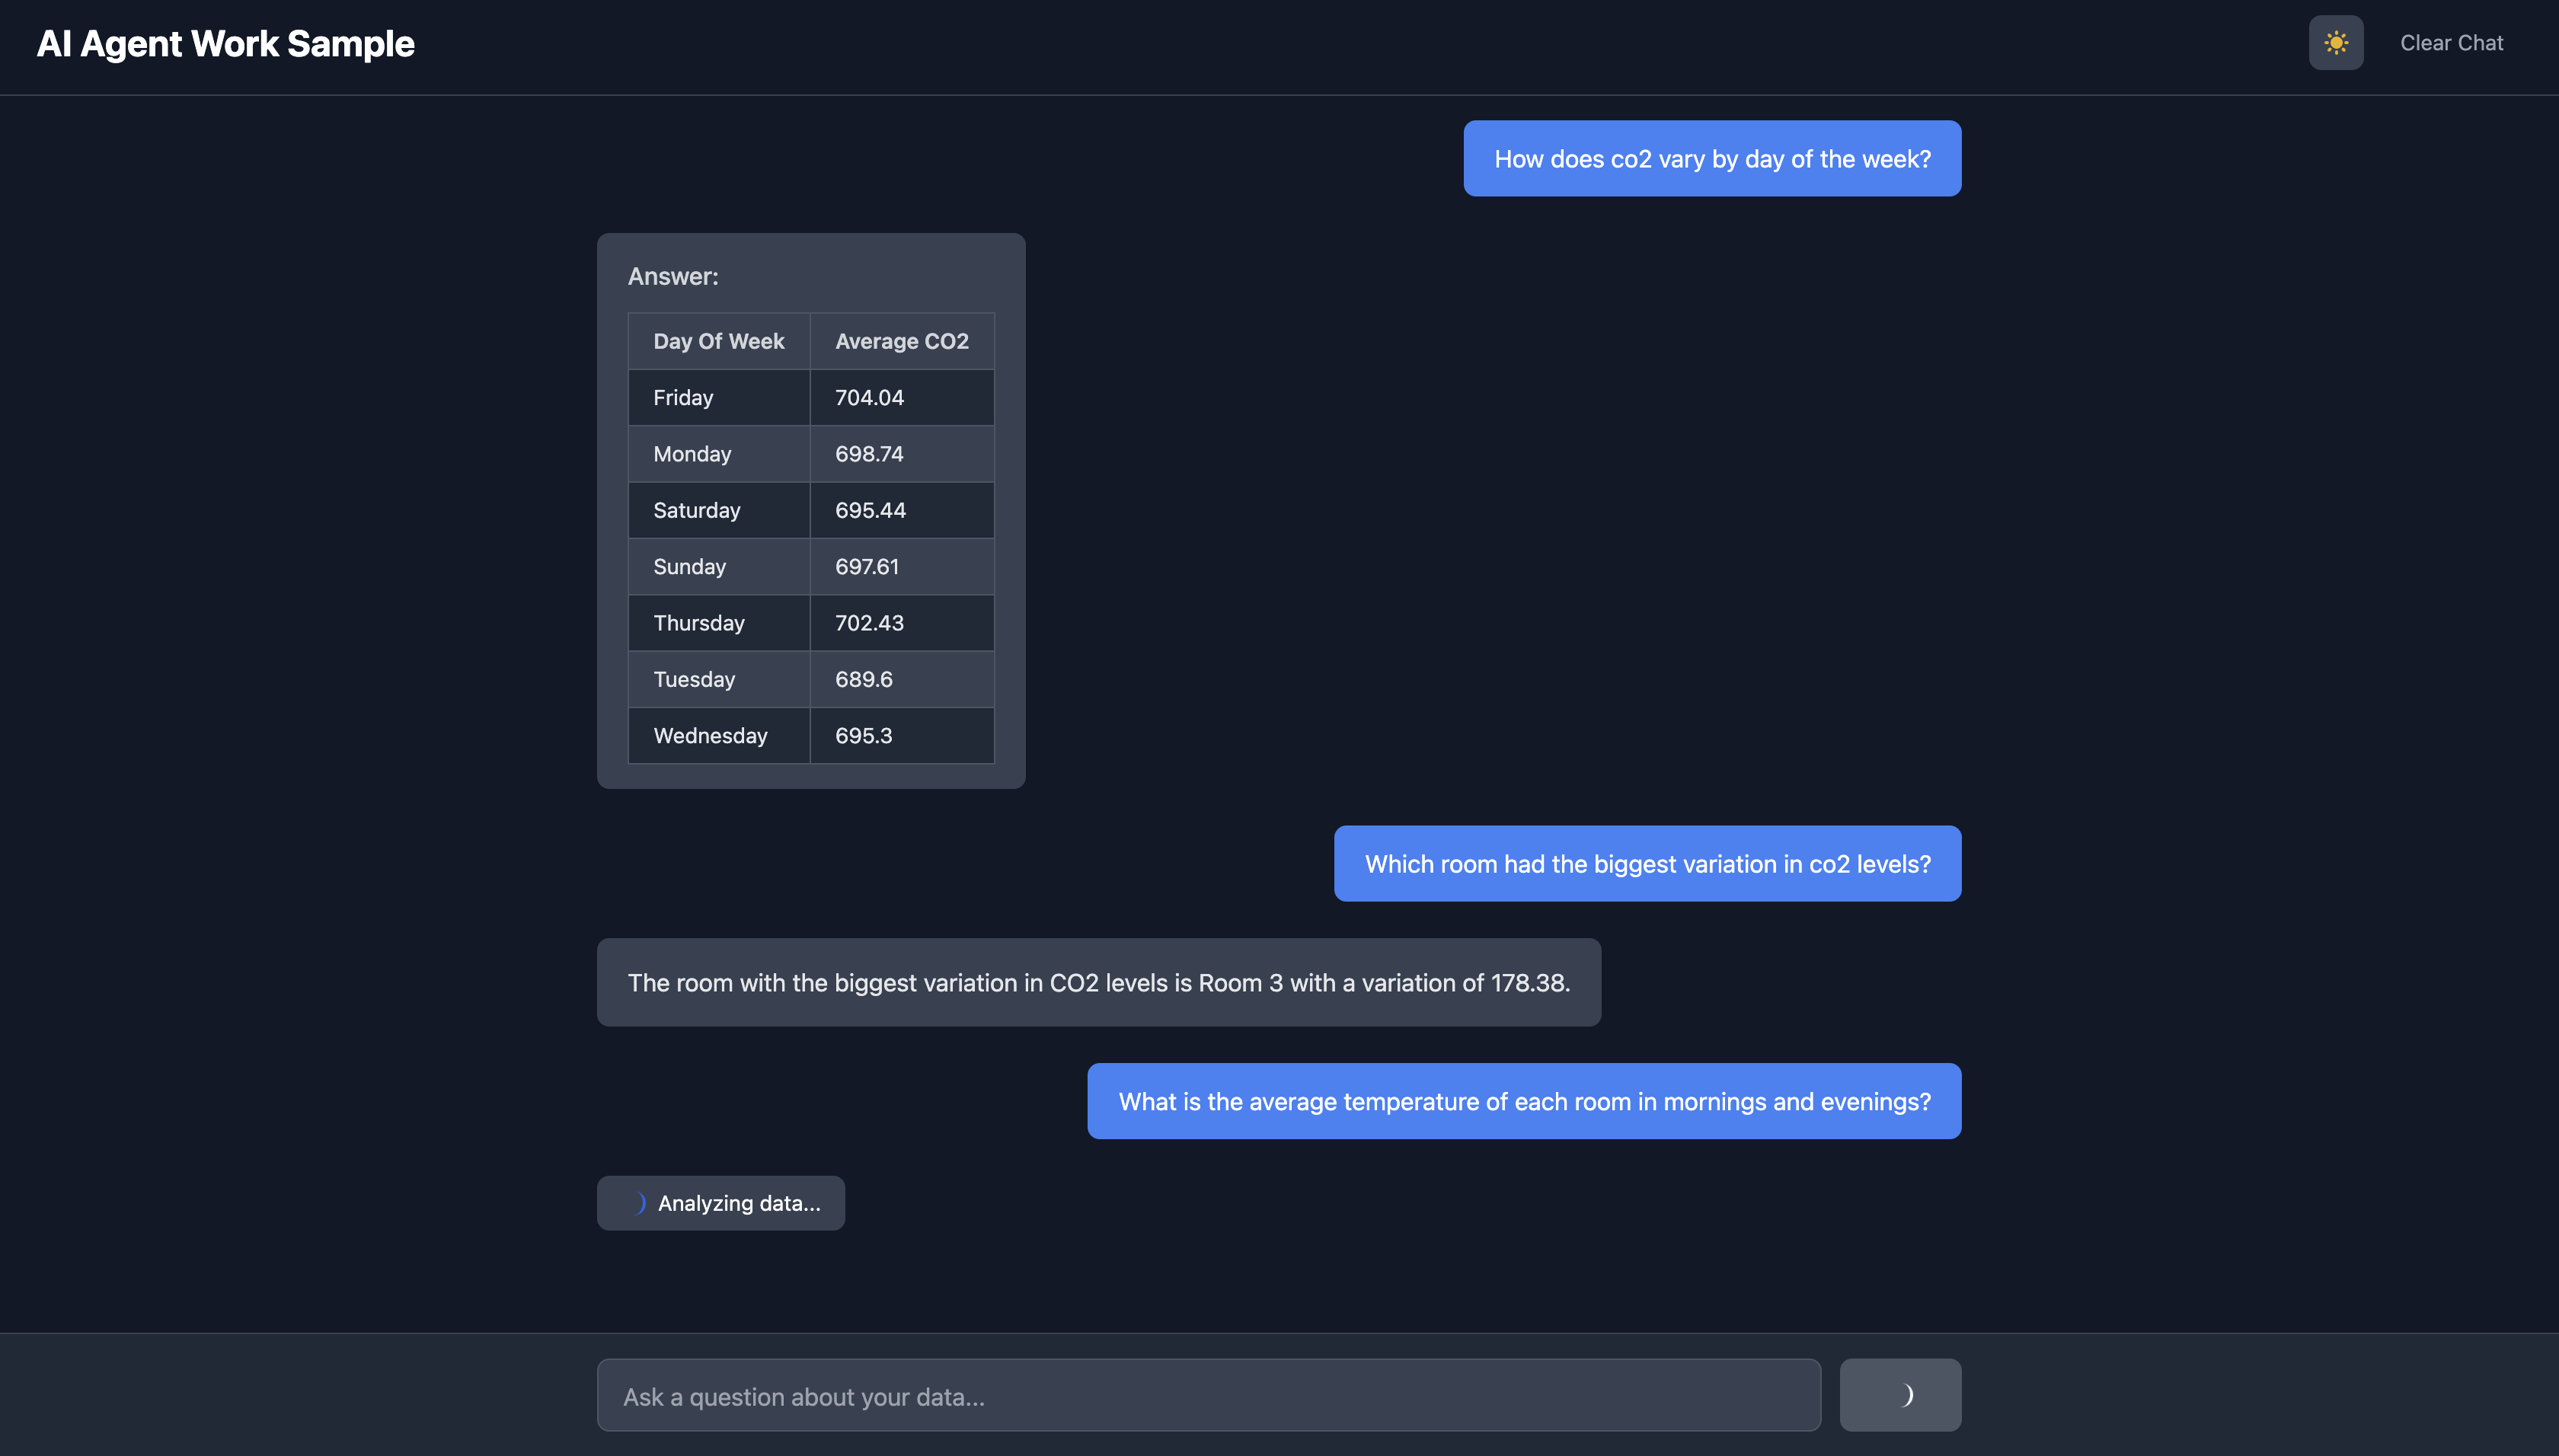 AI Agent Work Sample
Clear Chat
How does co2 vary by day of the week?
Answer:
Day Of Week Average CO2
Friday 704.04
Monday 698.74
Saturday 695.44
Sunday 697.61
Thursday 702.43
Tuesday 689.6
Wednesday 695.3
Which room had the biggest variation in co2 levels?
The room with the biggest variation in CO2 levels is Room 3 with a variation of 178.38.
What is the average temperature of each room in mornings and evenings?
Analyzing data...
Ask a question about your data...